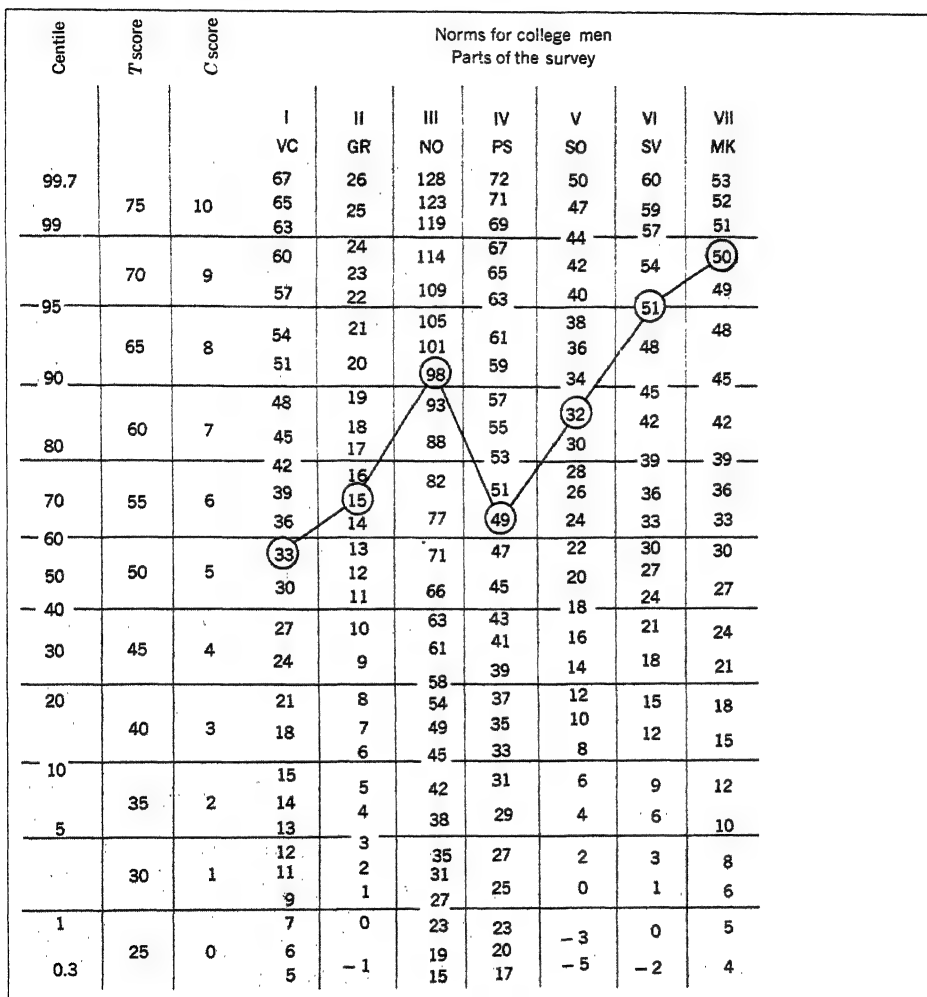 Centile T score C score
Norms for college men
Parts of the survey
I II III IV V VI VII
VC GR NO PS SO SV MK
99.7 67 26 128 72 50 60 53
75 10 65 25 123 71 47 59 52
99 63 119 69 57 51
44
60 24 114 67 54 50
70 9 23 65 42
57 22 109 63 40 49
95 51
54 21 105 61 38 48
65 8 101 36 48
51 20 98 59 34
90 45 45
48 19 93 57 32 42 42
60 7 45 18 88 55
80 17 53 30
42 16 82 28 39 39
70 55 6 39 15 51 26 36 36
36 14 77 49 24 33 33
60
33 13 71 47 22 30 30
50 50 5 12 20 27
30 11 66 45 24 27
40 18
27 10 63 43 16 21 24
30 45 4 61 41
24 9 39 14 18 21
58
20 21 8 54 37 12 15 18
40 3 18 7 49 35 10 12
6 45 33 8 15
10
15 5 42 31 6 9 12
35 2 14 4 38 29 4 6
5 13 10
3
12 2 35 27 2 3 8
30 1 11 31
9 1 27 25 0 1 6
1 7 0 23 23 -3 0 5
25 0 6 19 20
0.3 5 -1 15 17 -5 -2 4